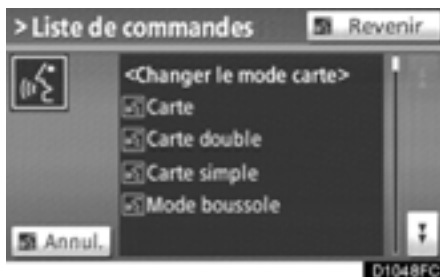 >Liste de commandes
Revenir
<Changer le mode carte>
Carte
Carte double
Carte simple
Mode boussole
Annul.
D1048FC